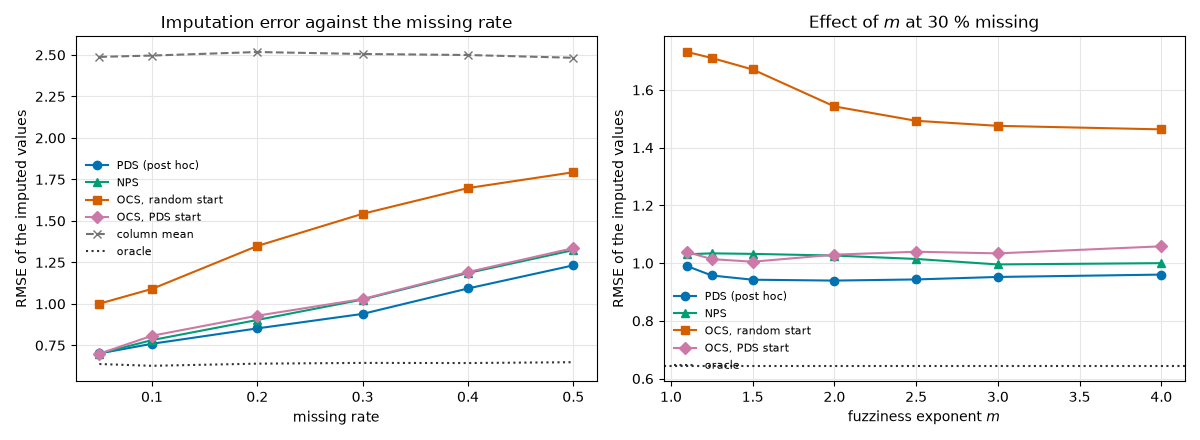 Imputation error against the missing rate
RMSE of the imputed values
2.50
2.25
2.00
1.75
1.50
1.25
1.00
0.75
PDS (post hoc)
NPS
OCS, random start
OCS, PDS start
column mean
oracle
0.1
0.2
0.3
0.4
0.5
missing rate
Effect of m at 30 % missing
RMSE of the imputed values
1.6
1.4
1.2
1.0
0.8
0.6
PDS (post hoc)
NPS
OCS, random start
OCS, PDS start
oracle
1.0
1.5
2.0
2.5
3.0
3.5
4.0
fuzziness exponent m